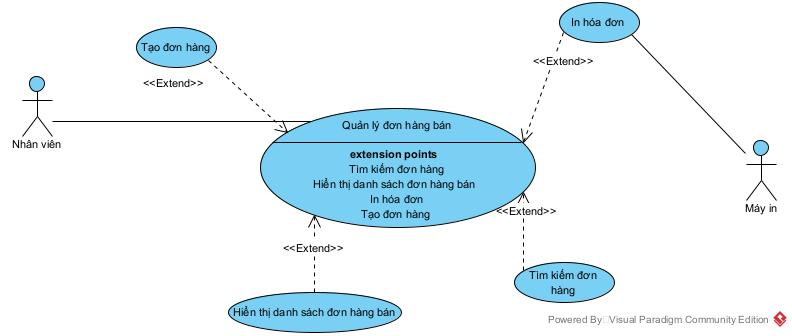 In hóa đơn
Tạo đơn hàng
<<Extend>>
<<Extend>>
Nhân viên
Quản lý đơn hàng bán
extension points
Tìm kiếm đơn hàng
Hiển thị danh sách đơn hàng bán
In hóa đơn
Tạo đơn hàng
Máy in
<<Extend>>
<<Extend>>
Tìm kiếm đơn
hàng
Hiển thị danh sách đơn hàng bán
Powered By Visual Paradigm Community Edition